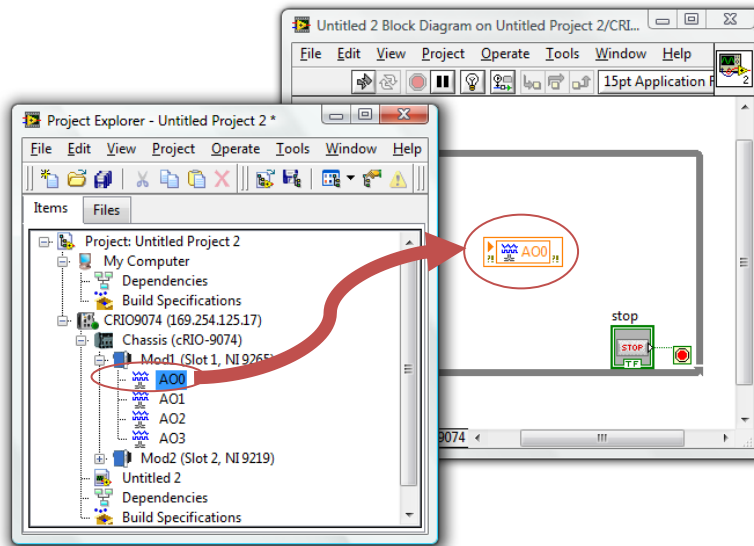 Untitled 2 Block Diagram on Untitled Project 2/CRI...
File Edit View Project Operate Tools Window Help
15pt Application F
2
AO0
stop
STOP
TF
9074
Project Explorer - Untitled Project 2 *
File Edit View Project Operate Tools Window Help
Items Files
Project: Untitled Project 2
My Computer
Dependencies
Build Specifications
CRIO9074 (169.254.125.17)
Chassis (cRIO-9074)
Mod1 (Slot 1, NI 9265)
AO0
AO1
AO2
AO3
Mod2 (Slot 2, NI 9219)
Untitled 2
Dependencies
Build Specifications